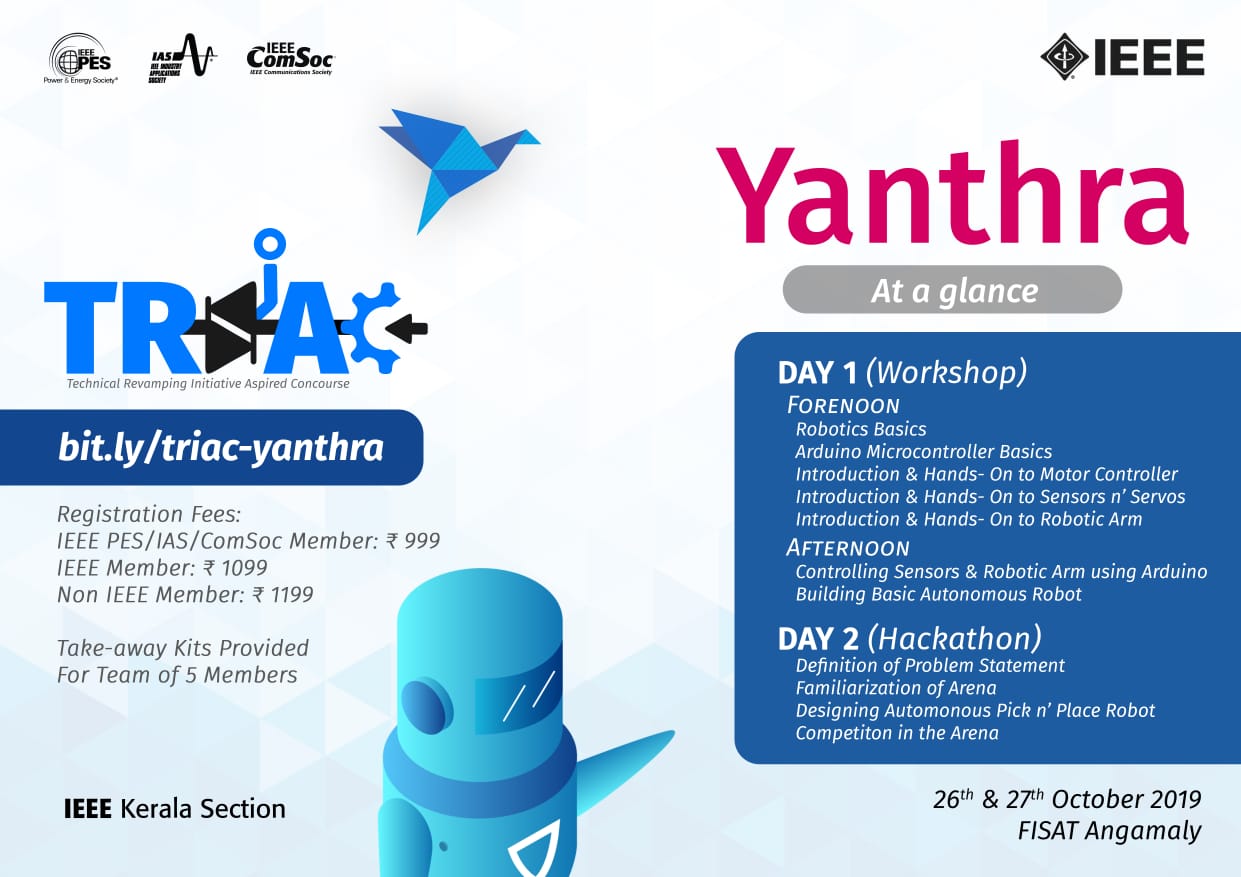 IEEE
PES
Power & Energy Society®
IAS
IEE INDUSTRY
APPLICATIONS
SOCIETY
IEEE
ComSoc
IEEE Communications Society
IEEE
Yanthra
At a glance
TRIAC
Technical Revamping Initiative Aspired Concourse
bit.ly/triac-yanthra
Registration Fees:
IEEE PES/IAS/ComSoc Member: ₹ 999
IEEE Member: ₹ 1099
Non IEEE Member: ₹ 1199
Take-away Kits Provided
For Team of 5 Members
IEEE Kerala Section
DAY 1 (Workshop)
FORENOON
Robotics Basics
Arduino Microcontroller Basics
Introduction & Hands- On to Motor Controller
Introduction & Hands- On to Sensors n’ Servos
Introduction & Hands- On to Robotic Arm
AFTERNOON
Controlling Sensors & Robotic Arm using Arduino
Building Basic Autonomous Robot
DAY 2 (Hackathon)
Definition of Problem Statement
Familiarization of Arena
Designing Automonous Pick n’ Place Robot
Competiton in the Arena
26th & 27th October 2019
FISAT Angamaly